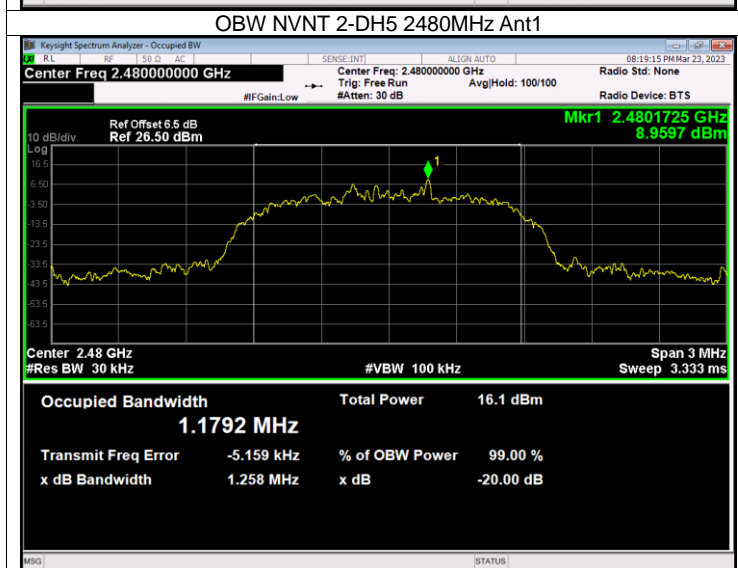 OBW NVNT 2-DH5 2480MHz Ant1
Keysight Spectrum Analyzer - Occupied BW
RL RF 50 Ω AC SENSE:INT ALIGN AUTO 08:19:15 PM Mar 23, 2023
Center Freq 2.480000000 GHz Center Freq: 2.480000000 GHz Radio Std: None
Trig: Free Run Avg|Hold: 100/100
#IFGain:Low #Atten: 30 dB Radio Device: BTS
Mkr1 2.4801725 GHz
8.9597 dBm
Ref Offset 6.5 dB
10 dB/div Ref 26.50 dBm
Log
16.5
1
6.50
-3.50
-13.5
-23.5
-33.5
-43.5
-53.5
-63.5
Center 2.48 GHz Span 3 MHz
#Res BW 30 kHz #VBW 100 kHz Sweep 3.333 ms
Occupied Bandwidth Total Power 16.1 dBm
1.1792 MHz
Transmit Freq Error -5.159 kHz % of OBW Power 99.00 %
x dB Bandwidth 1.258 MHz x dB -20.00 dB
MSG STATUS